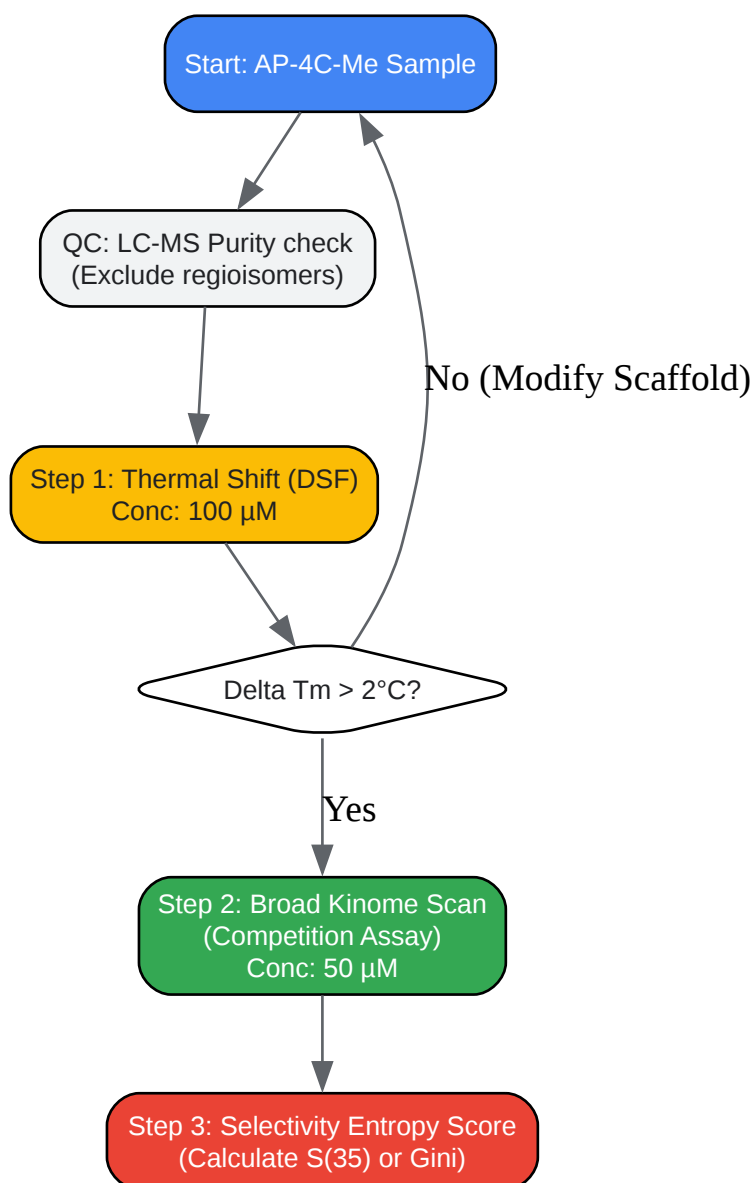 Start: AP-4C-Me Sample
QC: LC-MS Purity check
(Exclude regioisomers)
No (Modify Scaffold)
Step 1: Thermal Shift (DSF)
Conc: 100 µM
Delta Tm > 2°C?
Yes
Step 2: Broad Kinome Scan
(Competition Assay)
Conc: 50 µM
Step 3: Selectivity Entropy Score
(Calculate S(35) or Gini)